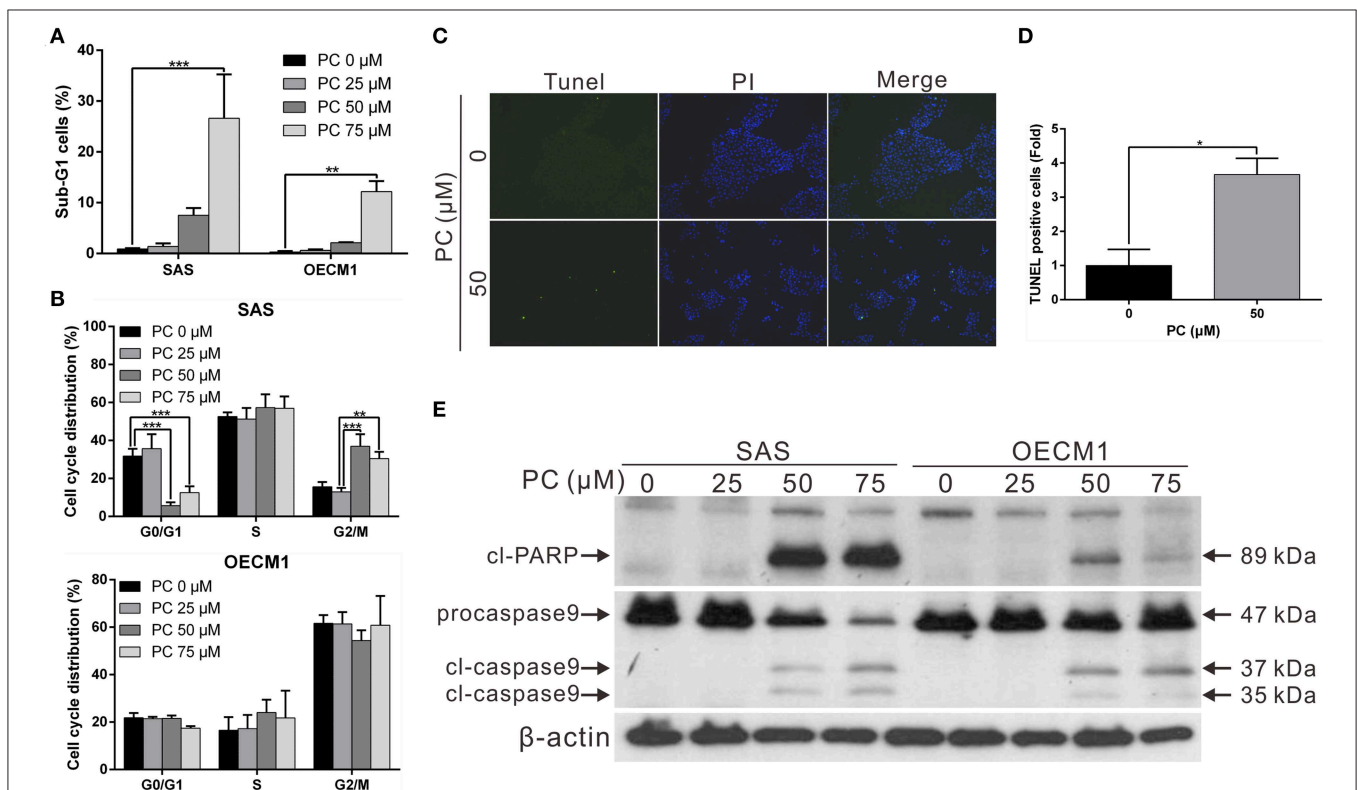 A
Sub-G1 cells (%)
40
30
20
10
0
***
**
PC 0 µM
PC 25 µM
PC 50 µM
PC 75 µM
SAS
OECM1
B
SAS
Cell cycle distribution (%)
100
80
60
40
20
0
PC 0 µM
PC 25 µM
PC 50 µM
PC 75 µM
***
***
**
***
G0/G1
S
G2/M
OECM1
Cell cycle distribution (%)
80
60
40
20
0
PC 0 µM
PC 25 µM
PC 50 µM
PC 75 µM
G0/G1
S
G2/M
C
Tunel PI Merge
PC (µM)
0
50
D
TUNEL positive cells (Fold)
5
4
3
2
1
0
*
0 50
PC (µM)
E
SAS OECM1
PC (µM) 0 25 50 75 0 25 50 75
cl-PARP 89 kDa
procaspase9 47 kDa
cl-caspase9 37 kDa
cl-caspase9 35 kDa
β-actin